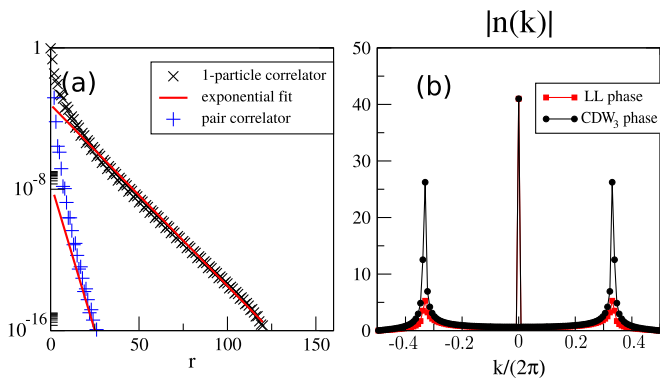 |n(k)|
(a)
1
10^-8
10^-16
1-particle correlator
exponential fit
pair correlator
0 50 100 150
r
(b)
50
40
30
20
10
0
LL phase
CDW₃ phase
-0.4 -0.2 0 0.2 0.4
k/(2π)